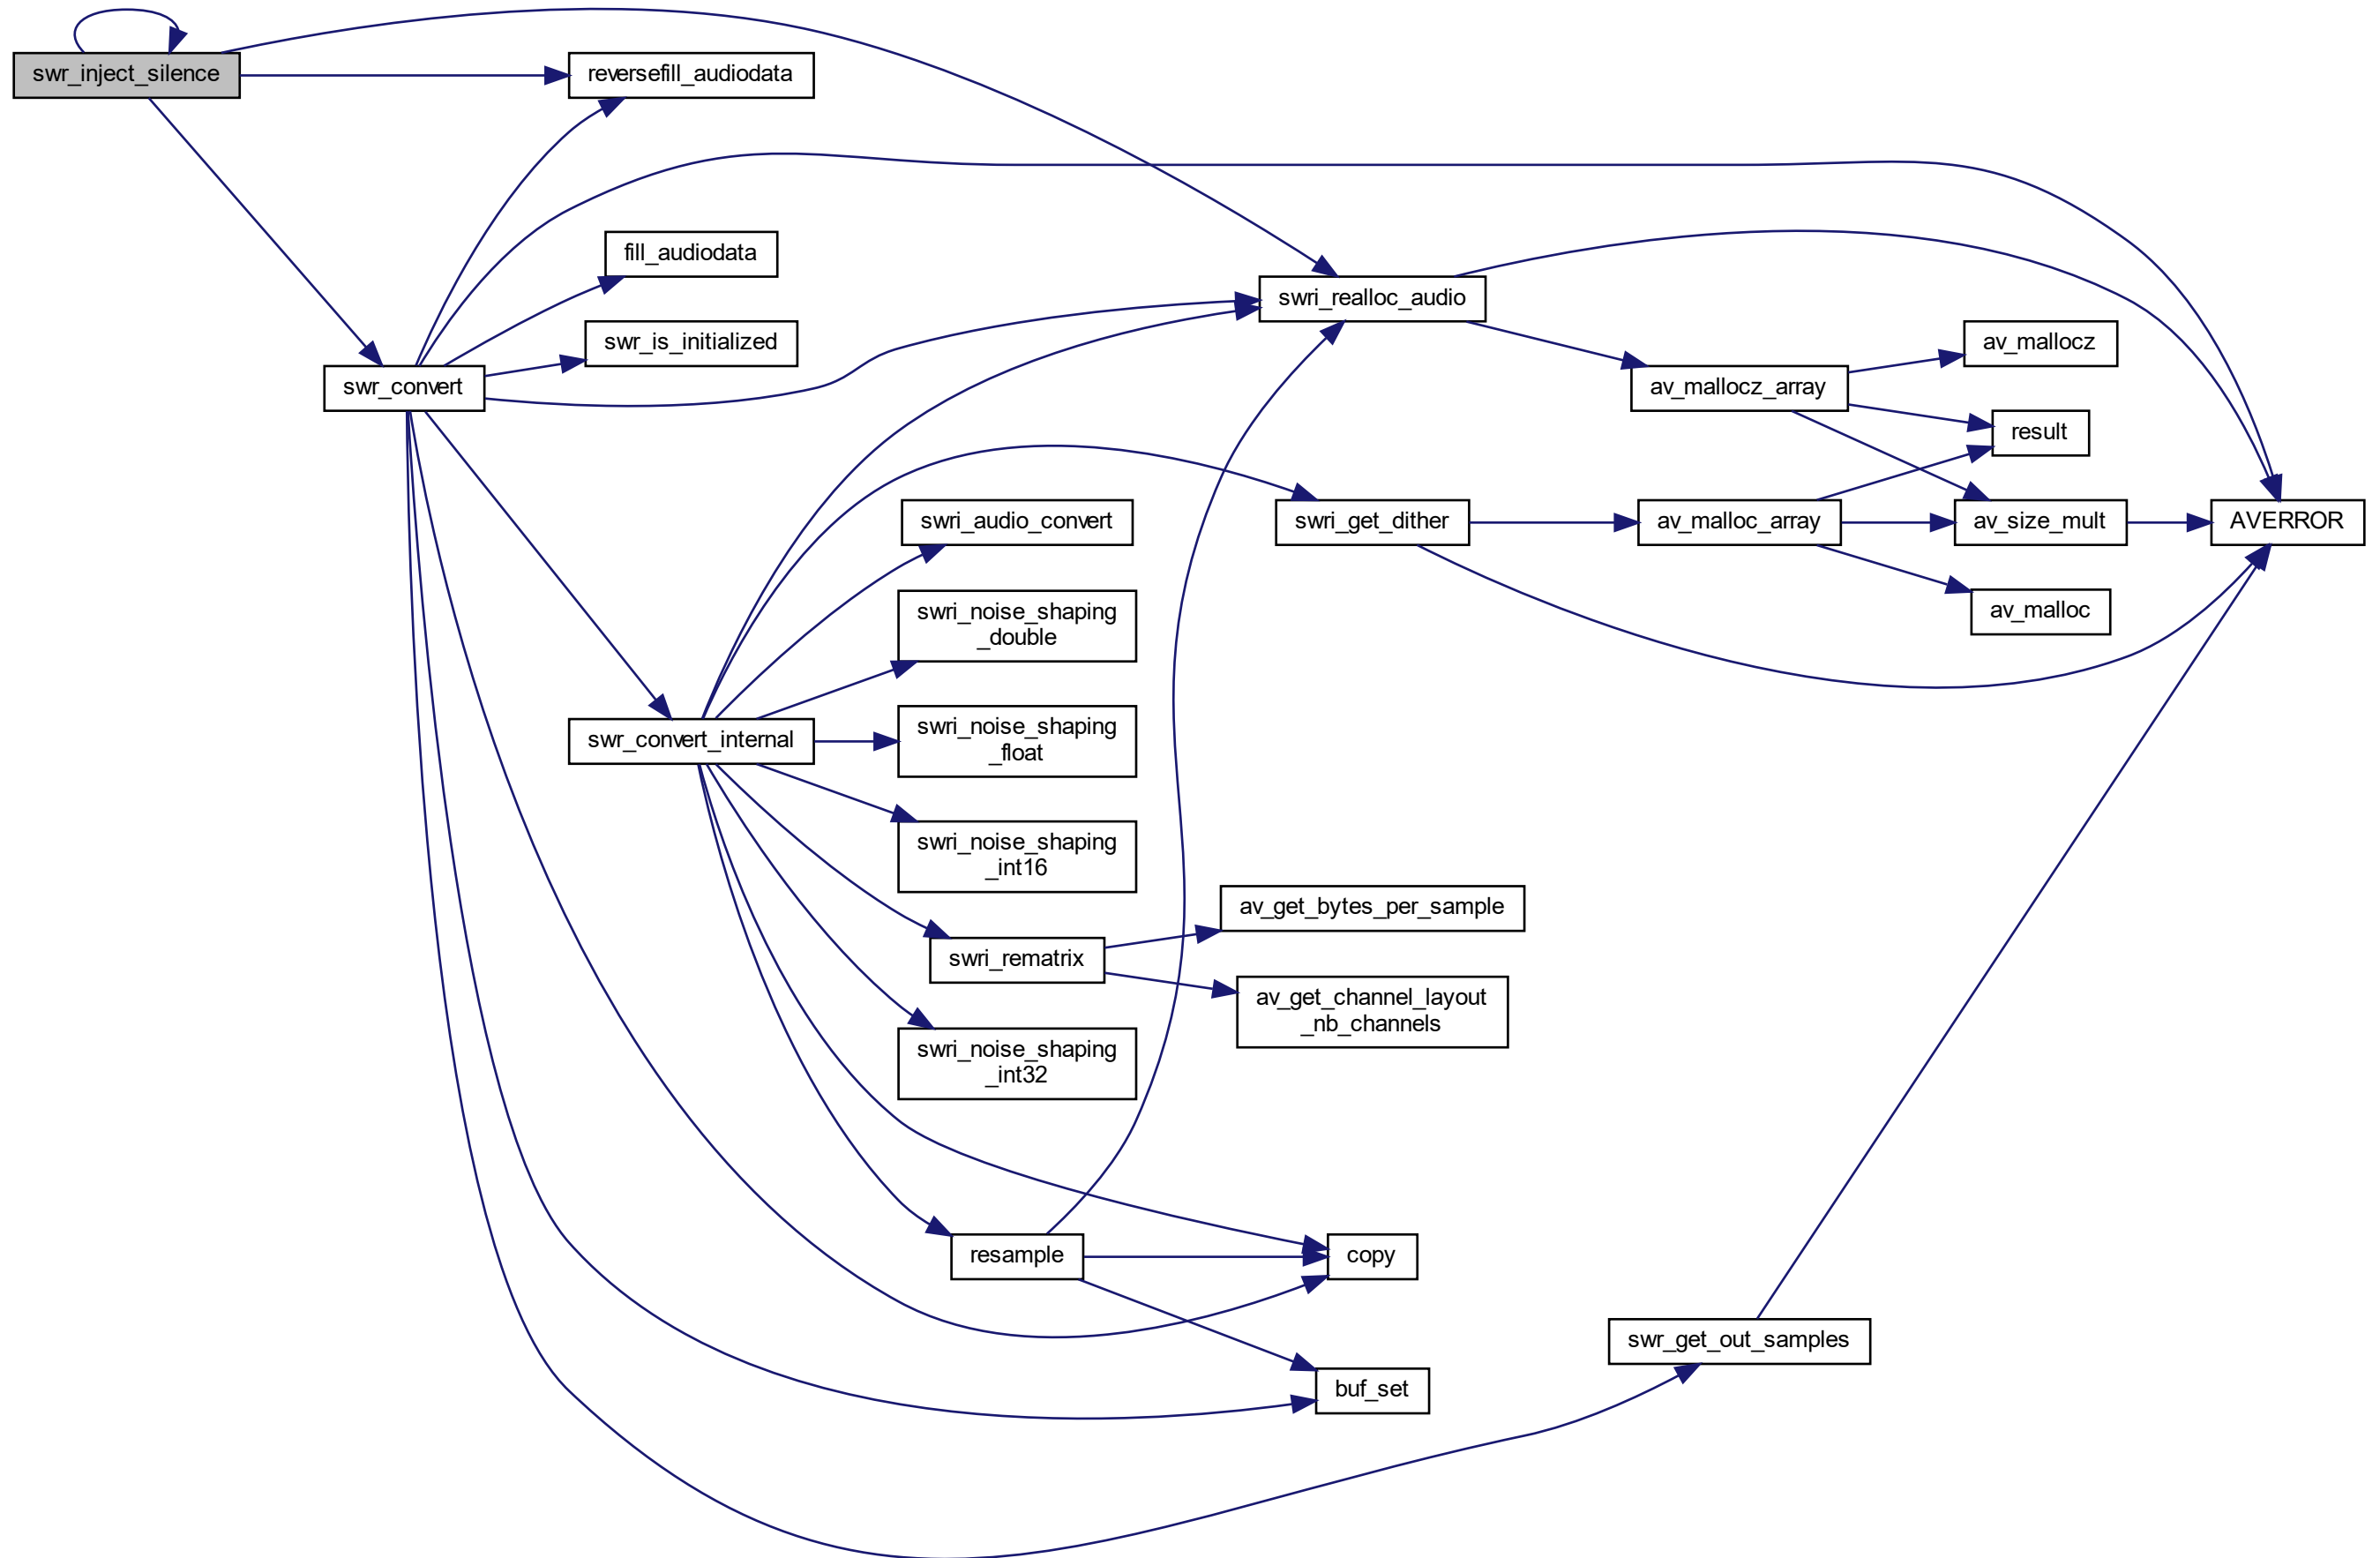 swr_inject_silence
reversefill_audiodata
fill_audiodata
swri_realloc_audio
swr_is_initialized
av_mallocz
swr_convert
av_mallocz_array
result
swri_audio_convert
swri_get_dither
av_malloc_array
av_size_mult
AVERROR
swri_noise_shaping
_double
av_malloc
swr_convert_internal
swri_noise_shaping
_float
swri_noise_shaping
_int16
av_get_bytes_per_sample
swri_rematrix
av_get_channel_layout
_nb_channels
swri_noise_shaping
_int32
resample
copy
swr_get_out_samples
buf_set